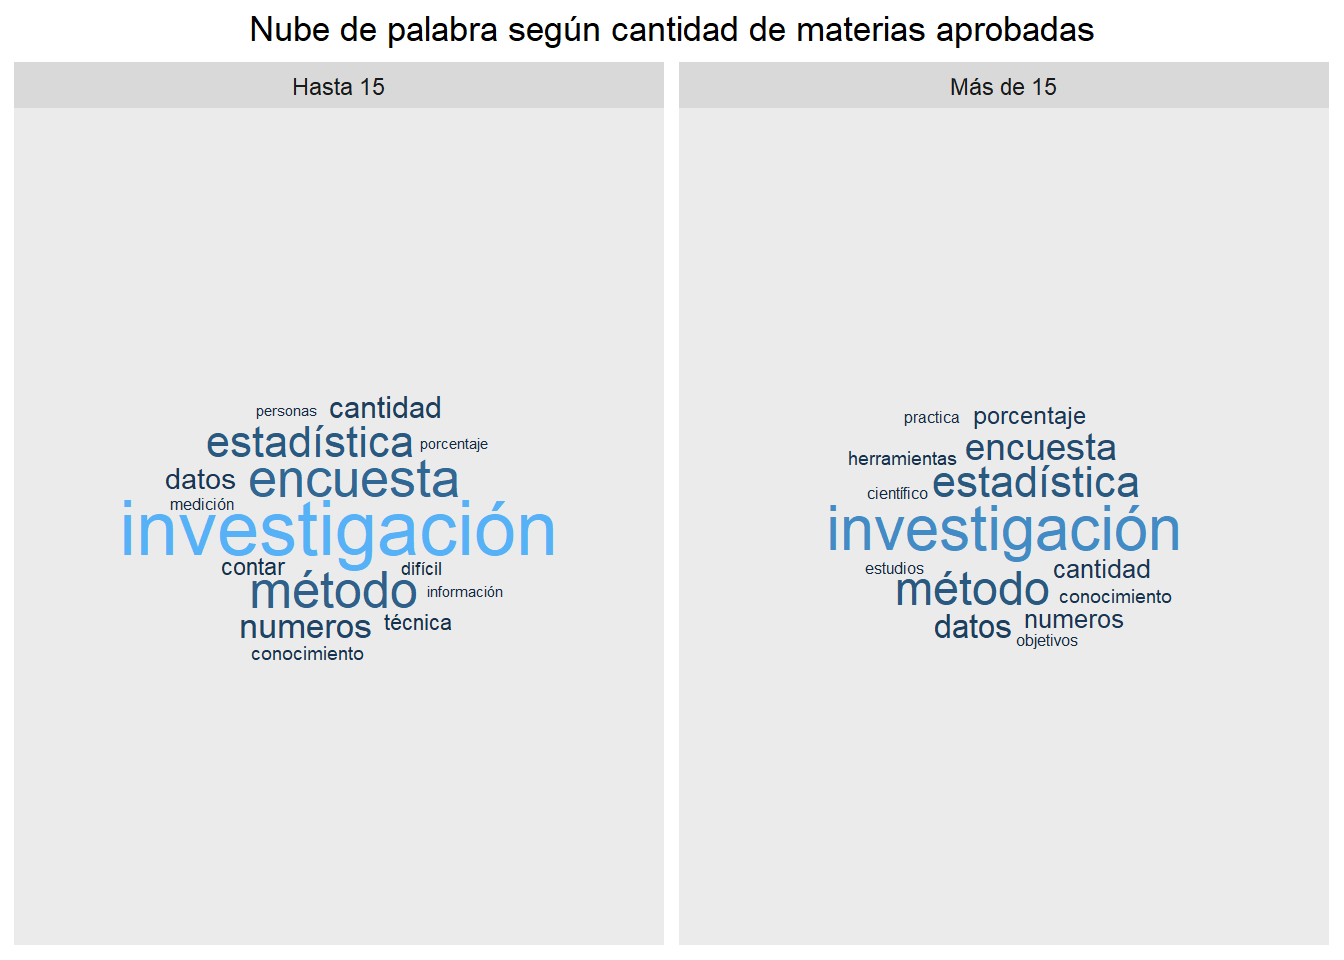 Nube de palabra según cantidad de materias aprobadas
Hasta 15
personas cantidad
estadística porcentaje
datos encuesta
medición
investigación
contar difícil
método información
numeros técnica
conocimiento
Más de 15
practica porcentaje
herramientas encuesta
científico estadística
investigación
estudios cantidad
método conocimiento
datos numeros
objetivos